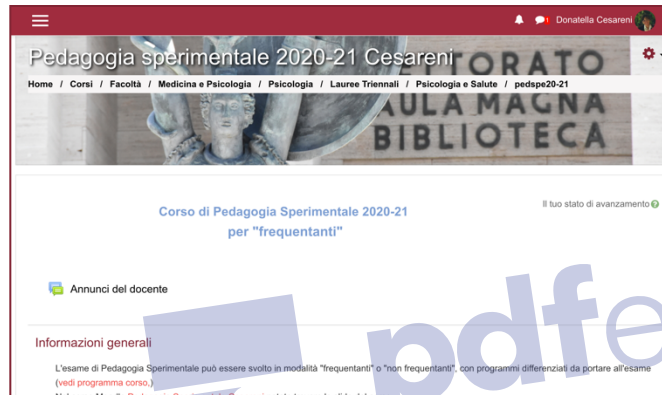 1 Donatella Cesareni
Pedagogia sperimentale 2020-21 Cesareni
Home / Corsi / Facoltà / Medicina e Psicologia / Psicologia / Lauree Triennali / Psicologia e Salute / pedspe20-21
TORATO
AULA MAGNA
BIBLIOTECA
Il tuo stato di avanzamento
Corso di Pedagogia Sperimentale 2020-21
per "frequentanti"
Annunci del docente
Informazioni generali
L'esame di Pedagogia Sperimentale può essere svolto in modalità "frequentanti" o "non frequentanti", con programmi differenziati da portare all'esame
(vedi programma corso,)
pdfe